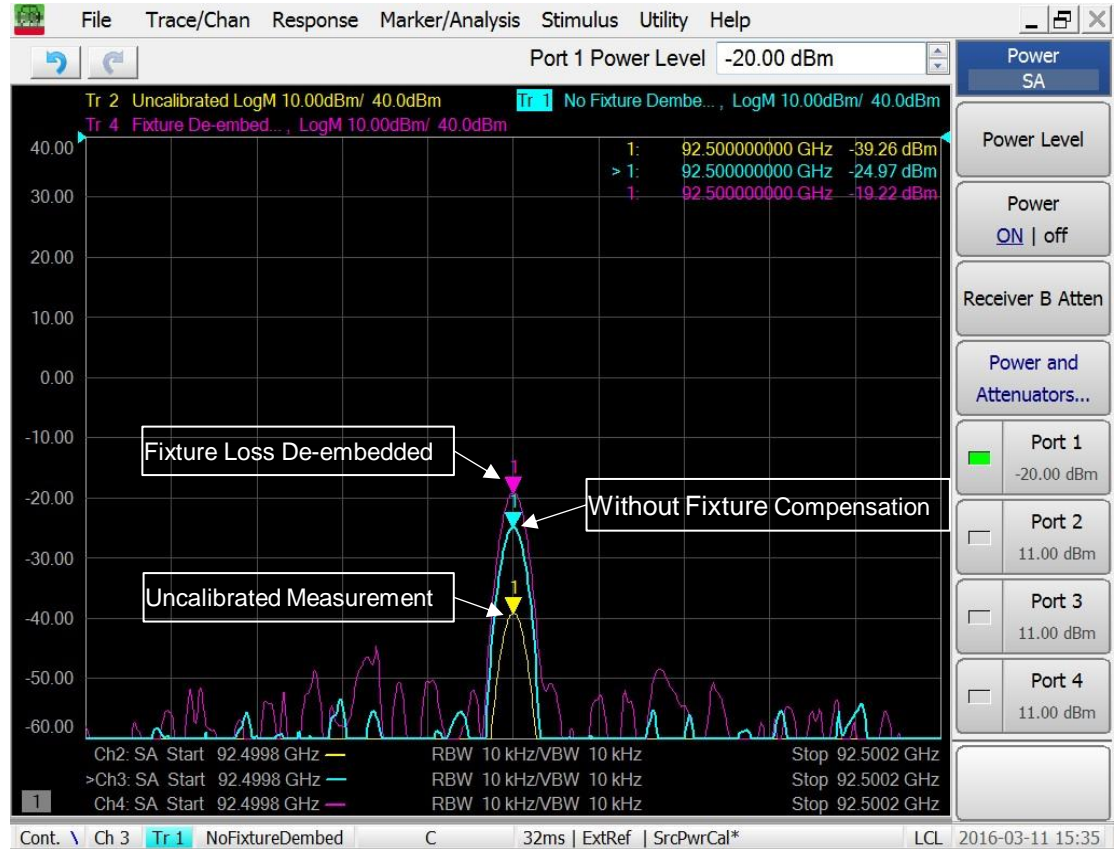 File Trace/Chan Response Marker/Analysis Stimulus Utility Help
Port 1 Power Level -20.00 dBm
Power
SA
Tr 2 Uncalibrated LogM 10.00dBm/ 40.0dBm
Tr 1 No Fixture Dembe... , LogM 10.00dBm/ 40.0dBm
Tr 4 Fixture De-embed... , LogM 10.00dBm/ 40.0dBm
1: 92.500000000 GHz -39.26 dBm
> 1: 92.500000000 GHz -24.97 dBm
1: 92.500000000 GHz -19.22 dBm
40.00
30.00
20.00
10.00
0.00
-10.00
-20.00
-30.00
-40.00
-50.00
-60.00
Fixture Loss De-embedded
1
Without Fixture Compensation
1
Uncalibrated Measurement
1
Ch2: SA Start 92.4998 GHz RBW 10 kHz/VBW 10 kHz Stop 92.5002 GHz
>Ch3: SA Start 92.4998 GHz RBW 10 kHz/VBW 10 kHz Stop 92.5002 GHz
1 Ch4: SA Start 92.4998 GHz RBW 10 kHz/VBW 10 kHz Stop 92.5002 GHz
Power Level
Power
ON | off
Receiver B Atten
Power and
Attenuators...
Port 1
-20.00 dBm
Port 2
11.00 dBm
Port 3
11.00 dBm
Port 4
11.00 dBm
Cont. \ Ch 3 Tr 1 NoFixtureDembed C 32ms | ExtRef | SrcPwrCal* LCL 2016-03-11 15:35